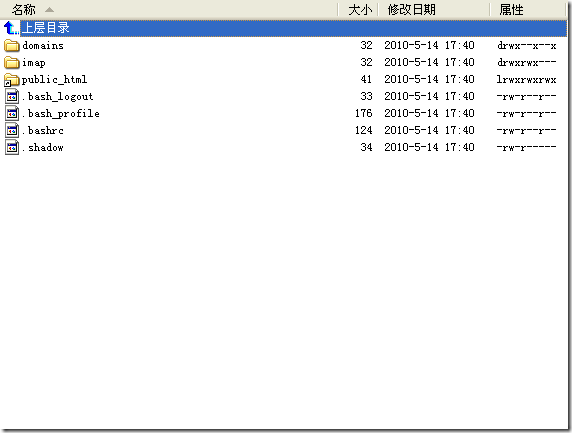 名称 大小 修改日期 属性
上层目录
domains 32 2010-5-14 17:40 drwx--x--x
imap 32 2010-5-14 17:40 drwxrwx---
public_html 41 2010-5-14 17:40 lrwxrwxrwx
.bash_logout 33 2010-5-14 17:40 -rw-r--r--
.bash_profile 176 2010-5-14 17:40 -rw-r--r--
.bashrc 124 2010-5-14 17:40 -rw-r--r--
.shadow 34 2010-5-14 17:40 -rw-r-----